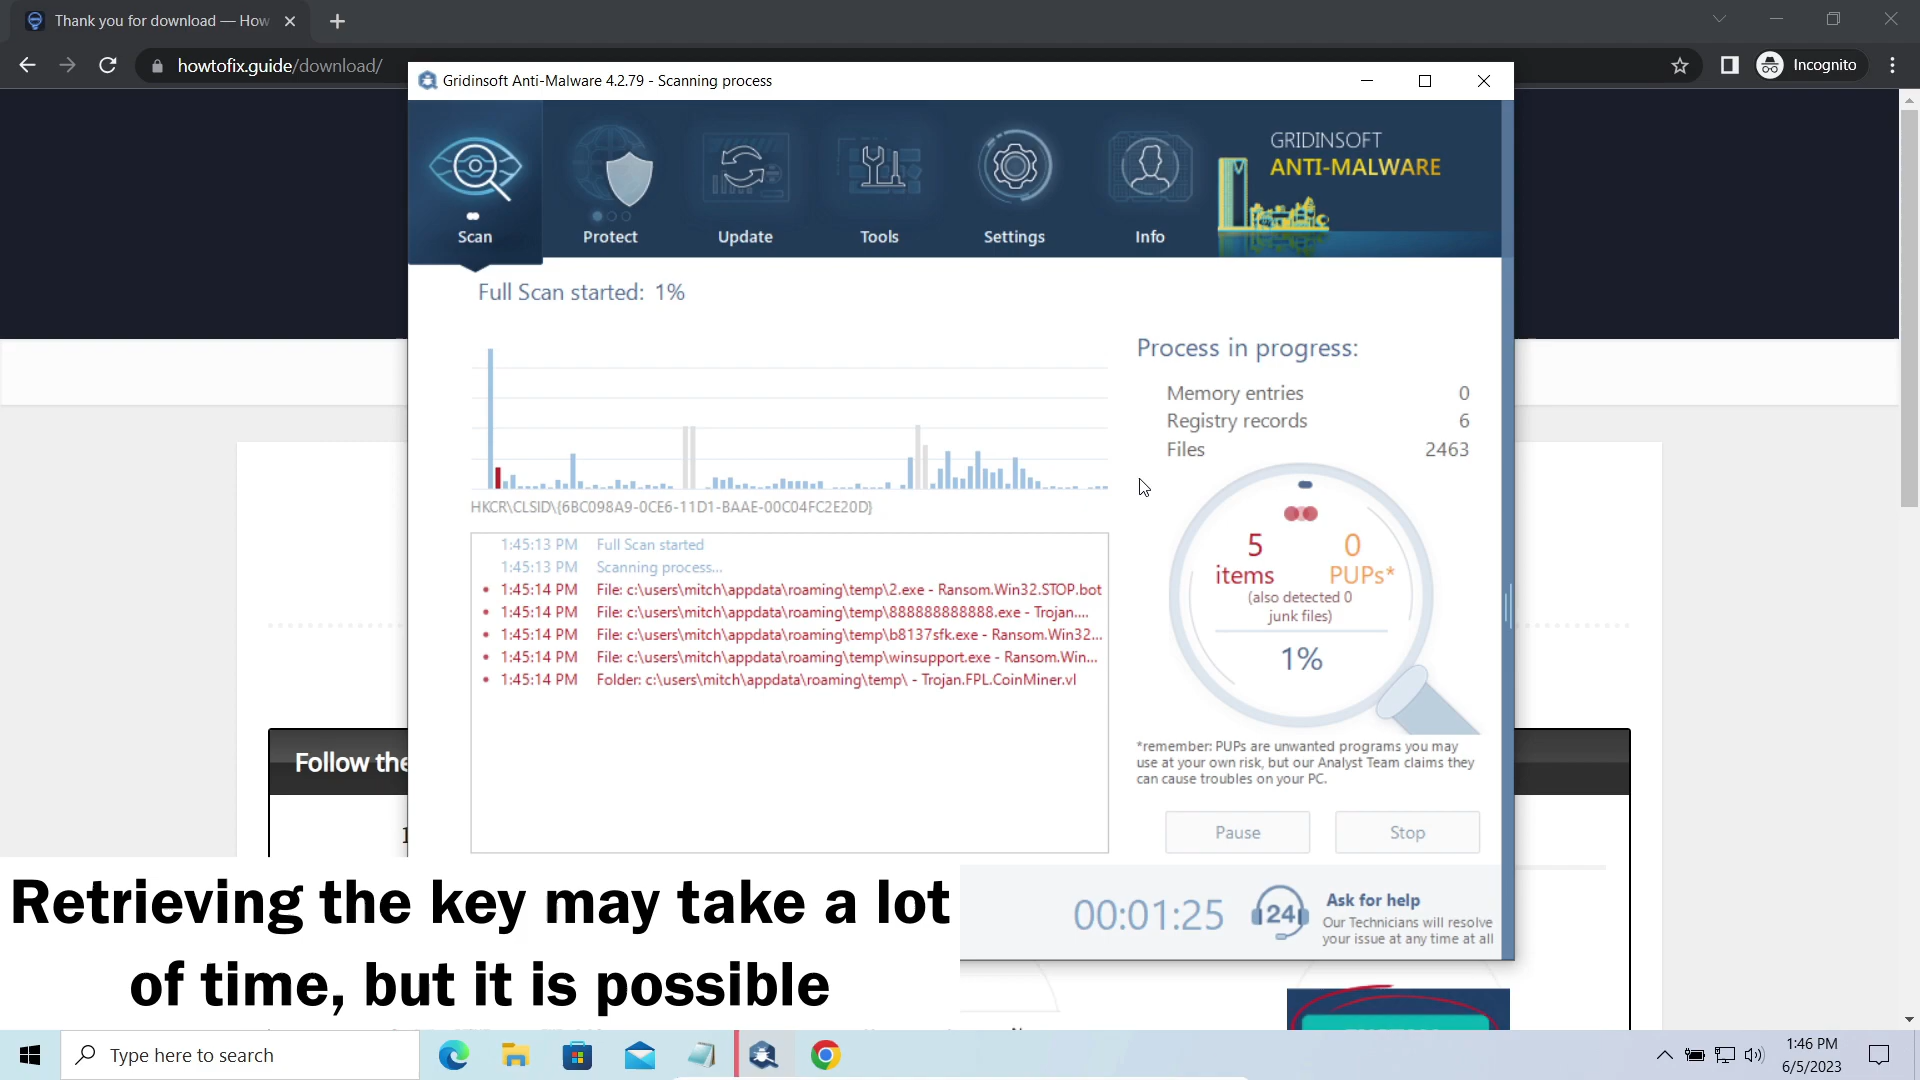 Thank you for download — How
howtofix.guide/download/
Incognito
Gridinsoft Anti-Malware 4.2.79 - Scanning process
Scan
Protect
Update
Tools
Settings
Info
GRIDINSOFT
ANTI-MALWARE
Full Scan started: 1%
HKCR\CLSID\{6BC098A9-0CE6-11D1-BAAE-00C04FC2E20D}
1:45:13 PM Full Scan started
1:45:13 PM Scanning process...
1:45:14 PM File: c:\users\mitch\appdata\roaming\temp\2.exe - Ransom.Win32.STOP.bot
1:45:14 PM File: c:\users\mitch\appdata\roaming\temp\888888888888.exe - Trojan....
1:45:14 PM File: c:\users\mitch\appdata\roaming\temp\b8137sfk.exe - Ransom.Win32...
1:45:14 PM File: c:\users\mitch\appdata\roaming\temp\winsupport.exe - Ransom.Win...
1:45:14 PM Folder: c:\users\mitch\appdata\roaming\temp\ - Trojan.FPL.CoinMiner.vl
Process in progress:
Memory entries 0
Registry records 6
Files 2463
5 0
items PUPs*
(also detected 0
junk files)
1%
*remember: PUPs are unwanted programs you may
use at your own risk, but our Analyst Team claims they
can cause troubles on your PC.
Pause
Stop
00:01:25
24
Ask for help
Our Technicians will resolve
your issue at any time at all
Follow the
Retrieving the key may take a lot
of time, but it is possible
Type here to search
1:46 PM
6/5/2023